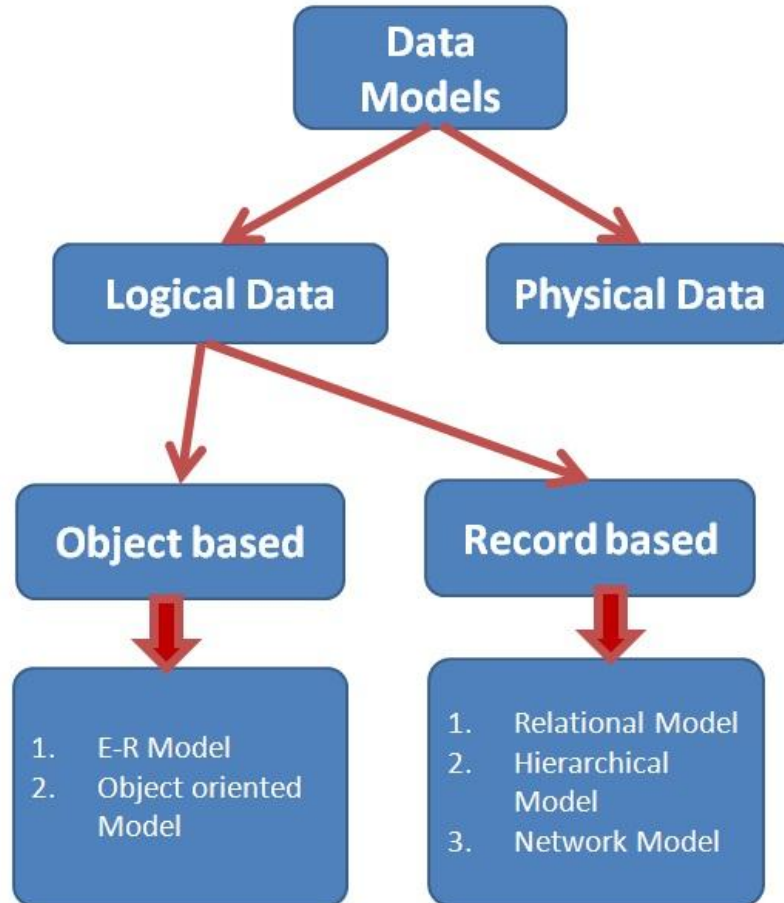 Data
Models
Logical Data
Physical Data
Object based
Record based
1. E-R Model
2. Object oriented
Model
1. Relational Model
2. Hierarchical
Model
3. Network Model